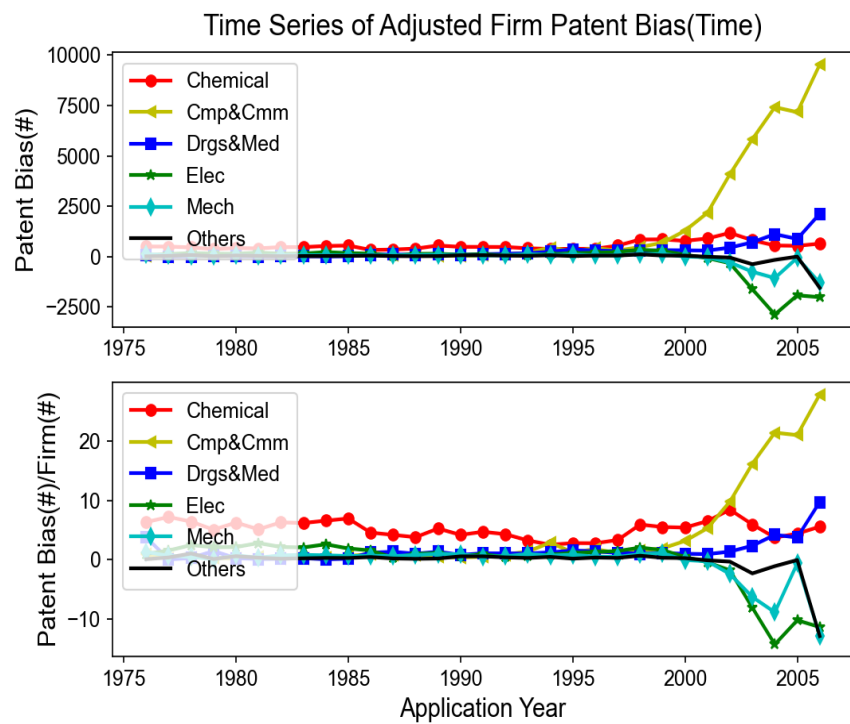 Time Series of Adjusted Firm Patent Bias(Time)
Patent Bias(#)
10000
7500
5000
2500
0
−2500
Chemical
Cmp&Cmm
Drgs&Med
Elec
Mech
Others
1975 1980 1985 1990 1995 2000 2005
Patent Bias(#)/Firm(#)
20
10
0
−10
Chemical
Cmp&Cmm
Drgs&Med
Elec
Mech
Others
1975 1980 1985 1990 1995 2000 2005
Application Year